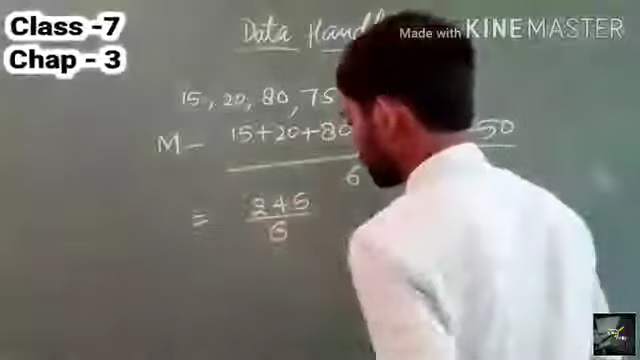 Class -7
Chap - 3
Made with KINEMASTER
Data Handl
15, 20, 80, 75
M - 15+20+80 50
6
= 245
6